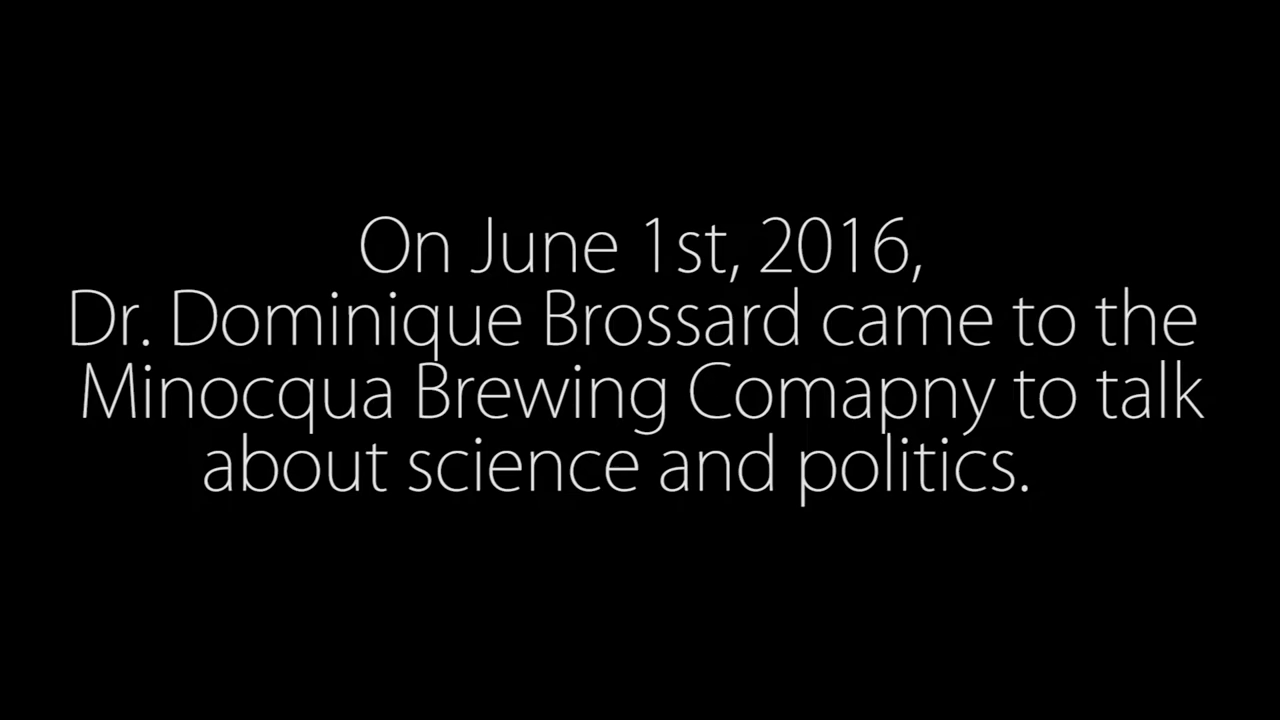 On June 1st, 2016,
Dr. Dominique Brossard came to the
Minocqua Brewing Comapny to talk
about science and politics.